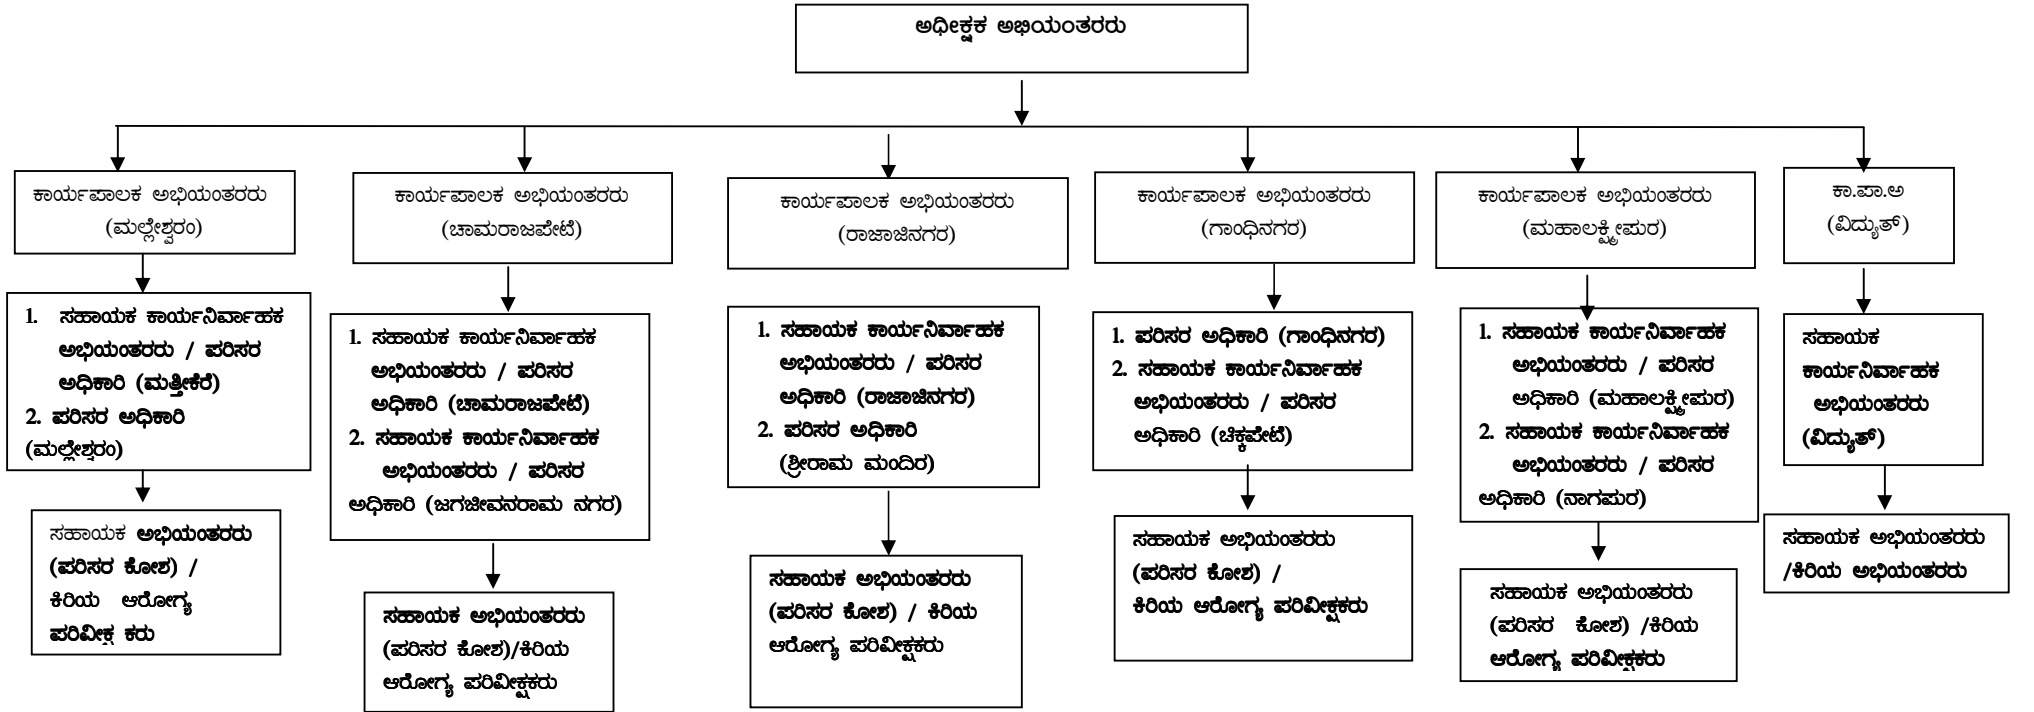 ಅಧೀಕ್ಷಕ ಅಭಿಯಂತರರು
ಕಾರ್ಯಪಾಲಕ ಅಭಿಯಂತರರು
(ಮಲ್ಲೇಶ್ವರಂ)
ಕಾರ್ಯಪಾಲಕ ಅಭಿಯಂತರರು
(ಚಾಮರಾಜಪೇಟೆ)
ಕಾರ್ಯಪಾಲಕ ಅಭಿಯಂತರರು
(ರಾಜಾಜಿನಗರ)
ಕಾರ್ಯಪಾಲಕ ಅಭಿಯಂತರರು
(ಗಾಂಧಿನಗರ)
ಕಾರ್ಯಪಾಲಕ ಅಭಿಯಂತರರು
(ಮಹಾಲಕ್ಷ್ಮೀಪುರ)
ಕಾ.ಪಾ.ಅ
(ವಿದ್ಯುತ್)
1. ಸಹಾಯಕ ಕಾರ್ಯನಿರ್ವಾಹಕ
ಅಭಿಯಂತರರು / ಪರಿಸರ
ಅಧಿಕಾರಿ (ಮತ್ತೀಕೆರೆ)
2. ಪರಿಸರ ಅಧಿಕಾರಿ
(ಮಲ್ಲೇಶ್ವರಂ)
1. ಸಹಾಯಕ ಕಾರ್ಯನಿರ್ವಾಹಕ
ಅಭಿಯಂತರರು / ಪರಿಸರ
ಅಧಿಕಾರಿ (ಚಾಮರಾಜಪೇಟೆ)
2. ಸಹಾಯಕ ಕಾರ್ಯನಿರ್ವಾಹಕ
ಅಭಿಯಂತರರು / ಪರಿಸರ
ಅಧಿಕಾರಿ (ಜಗಜೀವನರಾಮ ನಗರ)
1. ಸಹಾಯಕ ಕಾರ್ಯನಿರ್ವಾಹಕ
ಅಭಿಯಂತರರು / ಪರಿಸರ
ಅಧಿಕಾರಿ (ರಾಜಾಜಿನಗರ)
2. ಪರಿಸರ ಅಧಿಕಾರಿ
(ಶ್ರೀರಾಮ ಮಂದಿರ)
1. ಪರಿಸರ ಅಧಿಕಾರಿ (ಗಾಂಧಿನಗರ)
2. ಸಹಾಯಕ ಕಾರ್ಯನಿರ್ವಾಹಕ
ಅಭಿಯಂತರರು / ಪರಿಸರ
ಅಧಿಕಾರಿ (ಚಿಕ್ಕಪೇಟೆ)
1. ಸಹಾಯಕ ಕಾರ್ಯನಿರ್ವಾಹಕ
ಅಭಿಯಂತರರು / ಪರಿಸರ
ಅಧಿಕಾರಿ (ಮಹಾಲಕ್ಷ್ಮೀಪುರ)
2. ಸಹಾಯಕ ಕಾರ್ಯನಿರ್ವಾಹಕ
ಅಭಿಯಂತರರು / ಪರಿಸರ
ಅಧಿಕಾರಿ (ನಾಗಪುರ)
ಸಹಾಯಕ
ಕಾರ್ಯನಿರ್ವಾಹಕ
ಅಭಿಯಂತರರು
(ವಿದ್ಯುತ್)
ಸಹಾಯಕ ಅಭಿಯಂತರರು
(ಪರಿಸರ ಕೋಶ) /
ಕಿರಿಯ ಆರೋಗ್ಯ
ಪರಿವೀಕ್ಷ ಕರು
ಸಹಾಯಕ ಅಭಿಯಂತರರು
(ಪರಿಸರ ಕೋಶ)/ಕಿರಿಯ
ಆರೋಗ್ಯ ಪರಿವೀಕ್ಷಕರು
ಸಹಾಯಕ ಅಭಿಯಂತರರು
(ಪರಿಸರ ಕೋಶ) / ಕಿರಿಯ
ಆರೋಗ್ಯ ಪರಿವೀಕ್ಷಕರು
ಸಹಾಯಕ ಅಭಿಯಂತರರು
(ಪರಿಸರ ಕೋಶ) /
ಕಿರಿಯ ಆರೋಗ್ಯ ಪರಿವೀಕ್ಷಕರು
ಸಹಾಯಕ ಅಭಿಯಂತರರು
(ಪರಿಸರ ಕೋಶ) /ಕಿರಿಯ
ಆರೋಗ್ಯ ಪರಿವೀಕ್ಷಕರು
ಸಹಾಯಕ ಅಭಿಯಂತರರು
/ಕಿರಿಯ ಅಭಿಯಂತರರು